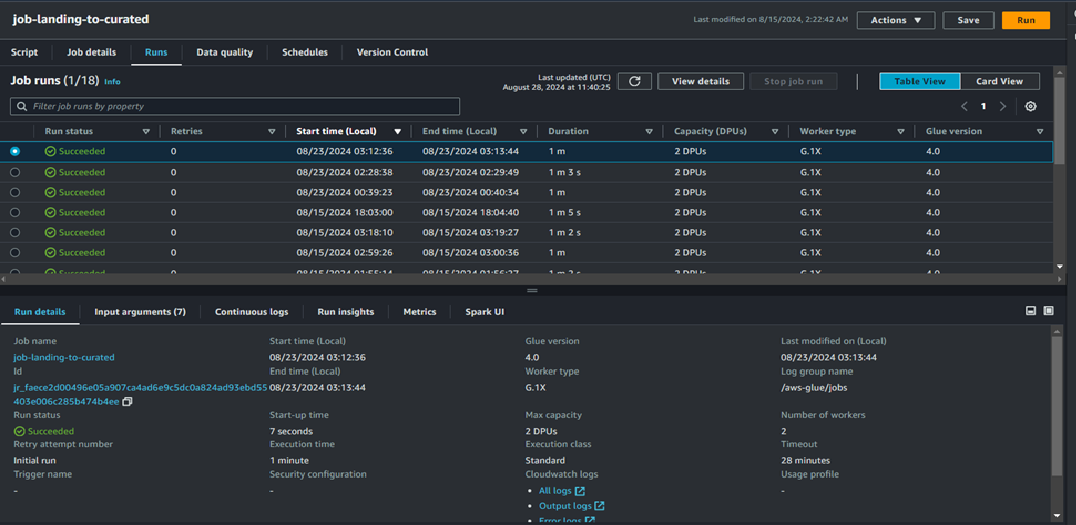 job-landing-to-curated
Last modified on 8/15/2024, 2:22:42 AM
Actions
Save
Run
Script
Job details
Runs
Data quality
Schedules
Version Control
Job runs (1/18) Info
Last updated (UTC)
August 28, 2024 at 11:40:25
View details
Stop job run
Table View
Card View
Filter job runs by property
1
Run status Retries Start time (Local) End time (Local) Duration Capacity (DPUs) Worker type Glue version
Succeeded 0 08/23/2024 03:12:36 08/23/2024 03:13:44 1 m 2 DPUs G.1X 4.0
Succeeded 0 08/23/2024 02:28:38 08/23/2024 02:29:49 1 m 3 s 2 DPUs G.1X 4.0
Succeeded 0 08/23/2024 00:39:23 08/23/2024 00:40:34 1 m 2 DPUs G.1X 4.0
Succeeded 0 08/15/2024 18:03:00 08/15/2024 18:04:40 1 m 5 s 2 DPUs G.1X 4.0
Succeeded 0 08/15/2024 03:18:10 08/15/2024 03:19:27 1 m 2 s 2 DPUs G.1X 4.0
Succeeded 0 08/15/2024 02:59:26 08/15/2024 03:00:36 1 m 2 DPUs G.1X 4.0
Succeeded 0 08/15/2024 08/15/2024 2 DPUs G.1X 4.0
Run details
Input arguments (7)
Continuous logs
Run insights
Metrics
Spark UI
Job name Start time (Local) Glue version Last modified on (Local)
job-landing-to-curated 08/23/2024 03:12:36 4.0 08/23/2024 03:13:44
Id End time (Local) Worker type Log group name
jr_faece2d00496e05a907ca4ad6e9c5dc0a824ad93ebd55 08/23/2024 03:13:44 G.1X /aws-glue/jobs
403e006c285b474b4ee
Run status Start-up time Max capacity Number of workers
Succeeded 7 seconds 2 DPUs 2
Retry attempt number Execution time Execution class Timeout
Initial run 1 minute Standard 28 minutes
Trigger name Security configuration Cloudwatch logs Usage profile
- - All logs -
Output logs
Error logs